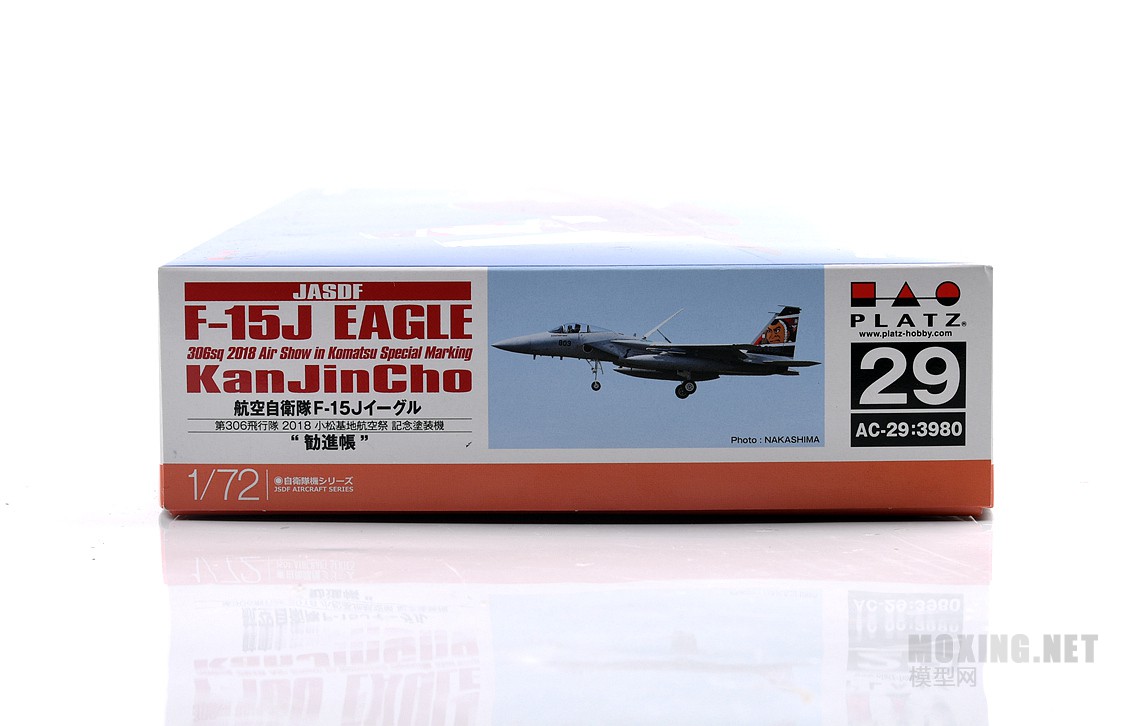 JASDF
F-15J EAGLE
306sq 2018 Air Show in Komatsu Special Marking
KanJinCho
航空自衛隊F-15Jイーグル
第306飛行隊 2018 小松基地航空祭 記念塗装機
“勧進帳”
1/72
◉自衛隊機シリーズ
JSDF AIRCRAFT SERIES
803
Photo : NAKASHIMA
PLATZ®
www.platz-hobby.com
29
AC-29:3980
MOXING.NET
模型网